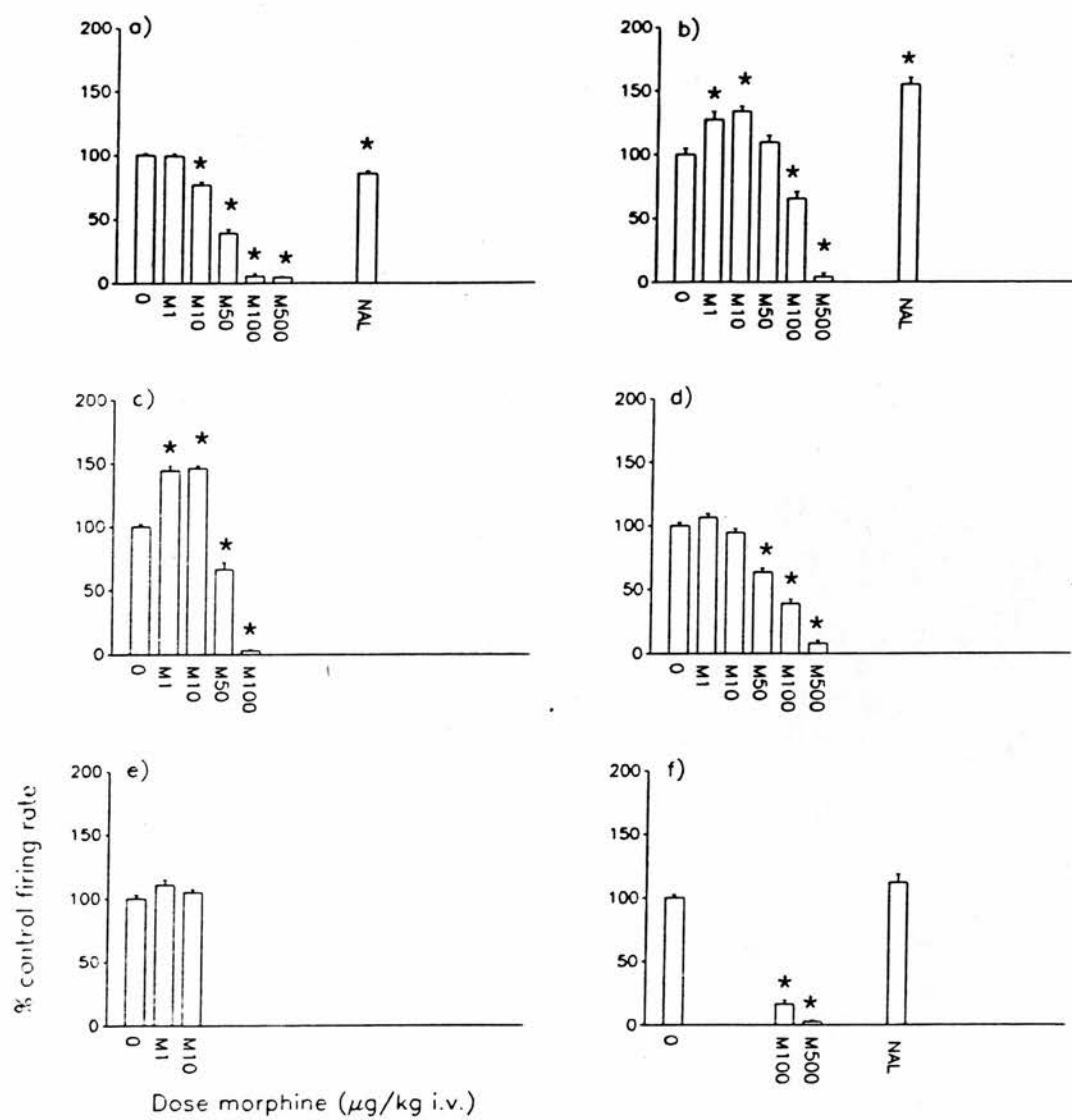 a)
200
150
100
50
0
★
★
★
★
★
0
M1
M10
M50
M100
M500
NAL
b)
200
150
100
50
0
★
★
★
★
★
0
M1
M10
M50
M100
M500
NAL
c)
200
150
100
50
0
★
★
★
★
0
M1
M10
M50
M100
d)
200
150
100
50
0
★
★
★
0
M1
M10
M50
M100
M500
e)
200
150
100
50
0
0
M1
M10
f)
200
150
100
50
0
★
★
0
M100
M500
NAL
% control firing rate
Dose morphine (μg/kg i.v.)